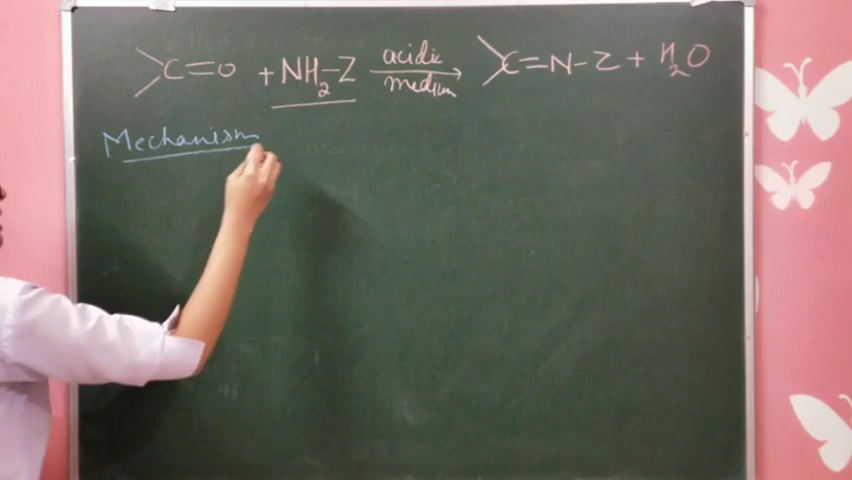 >C=O + NH₂-Z acidic medium → >C=N-Z + H₂O
Mechanism